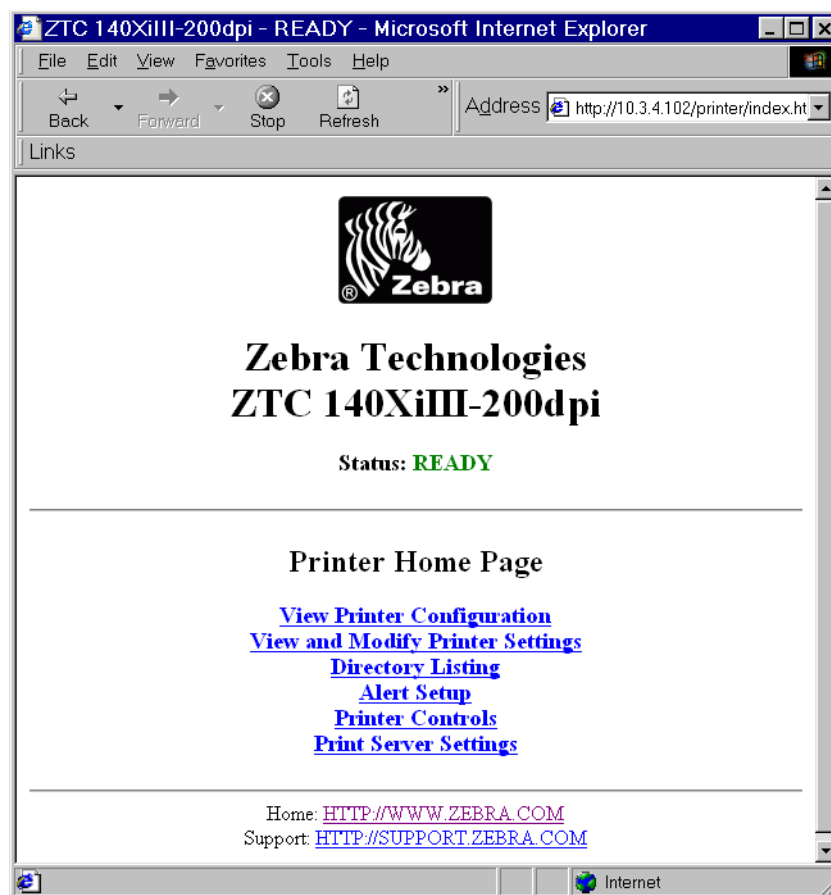 ZTC 140XiIII-200dpi - READY - Microsoft Internet Explorer
File Edit View Favorites Tools Help
Back Forward Stop Refresh » Address http://10.3.4.102/printer/index.ht
Links
® Zebra
Zebra Technologies
ZTC 140XiIII-200dpi
Status: READY
Printer Home Page
View Printer Configuration
View and Modify Printer Settings
Directory Listing
Alert Setup
Printer Controls
Print Server Settings
Home: HTTP://WWW.ZEBRA.COM
Support: HTTP://SUPPORT.ZEBRA.COM
Internet